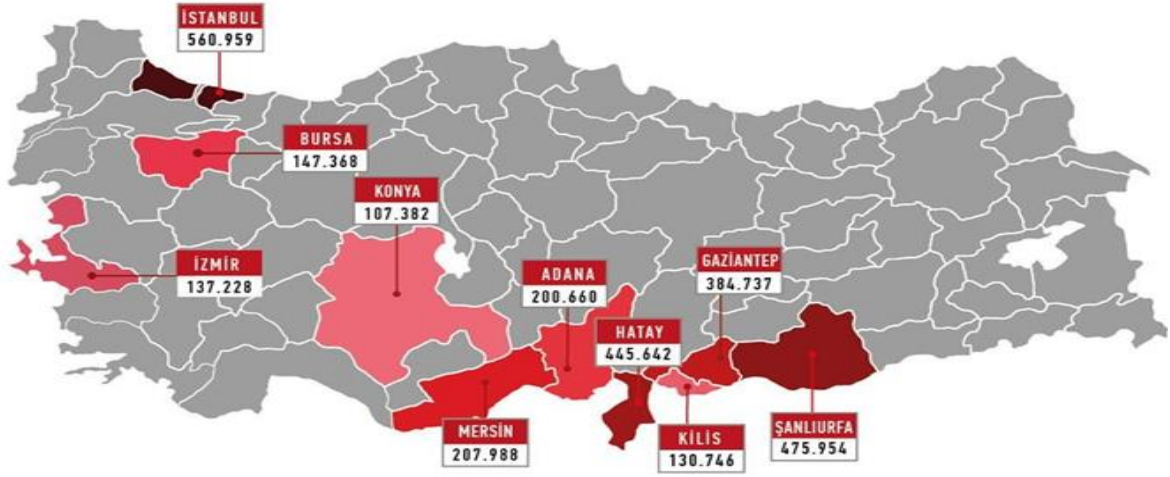 İSTANBUL
560.959
BURSA
147.368
KONYA
107.382
İZMİR
137.228
ADANA
200.660
GAZİANTEP
384.737
HATAY
445.642
MERSİN
207.988
KİLİS
130.746
ŞANLIURFA
475.954